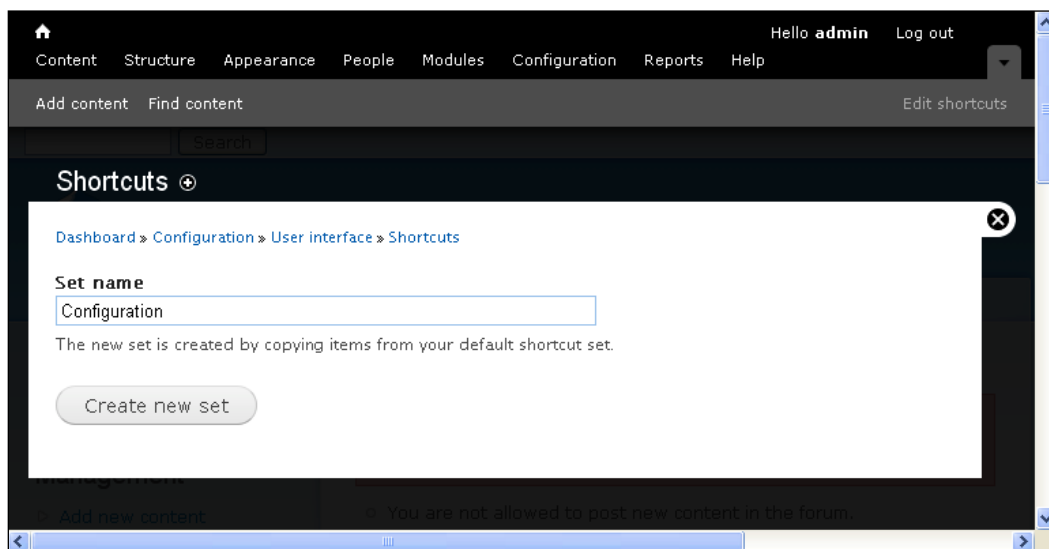 Hello admin Log out
Content Structure Appearance People Modules Configuration Reports Help
Add content Find content Edit shortcuts
Search
Shortcuts
Dashboard » Configuration » User interface » Shortcuts
Set name
Configuration
The new set is created by copying items from your default shortcut set.
Create new set
Management
Add new content
You are not allowed to post new content in the forum.